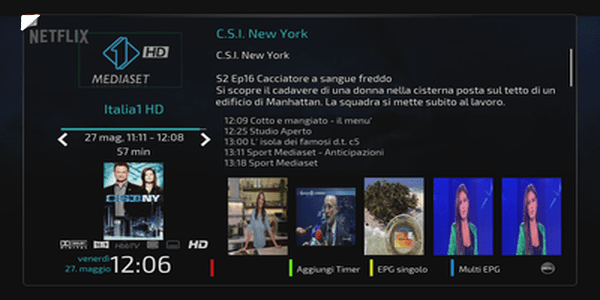 NETFLIX
1 HD
MEDIASET
Italia1 HD
27 mag, 11:11 - 12:08
57 min
CSI:NY
HbbTV
HD
venerdì
27. maggio
12:06
C.S.I. New York
C.S.I. New York
S2 Ep16 Cacciatore a sangue freddo
Si scopre il cadavere di una donna nella cisterna posta sul tetto di un
edificio di Manhattan. La squadra si mette subito al lavoro.
12:09 Cotto e mangiato - il menu'
12:25 Studio Aperto
13:00 L' isola dei famosi d.t. c5
13:11 Sport Mediaset - Anticipazioni
13:18 Sport Mediaset
Aggiungi Timer
EPG singolo
Multi EPG